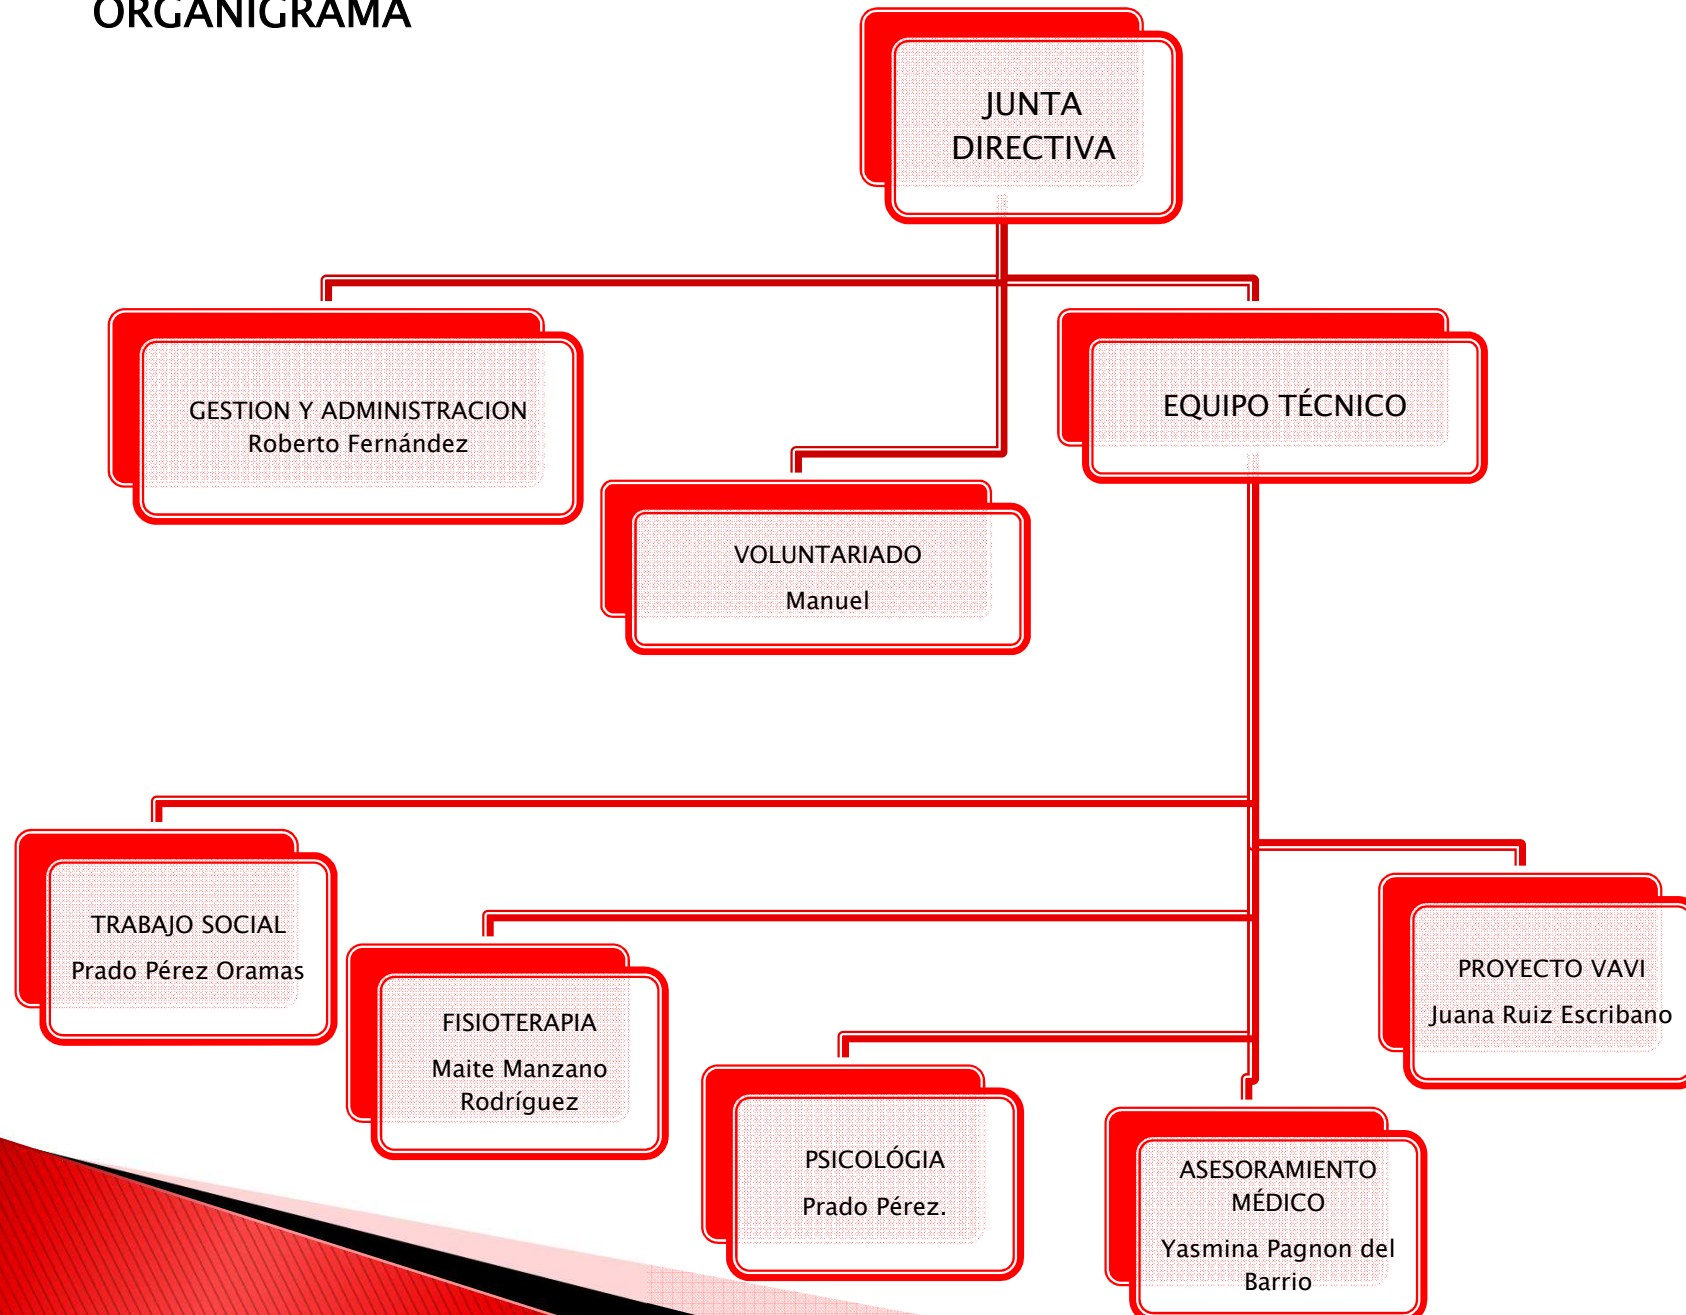 ORGANIGRAMA
JUNTA
DIRECTIVA
GESTION Y ADMINISTRACION
Roberto Fernández
EQUIPO TÉCNICO
VOLUNTARIADO
Manuel
TRABAJO SOCIAL
Prado Pérez Oramas
FISIOTERAPIA
Maite Manzano
Rodríguez
PSICOLÓGIA
Prado Pérez.
ASESORAMIENTO
MÉDICO
Yasmina Pagnon del
Barrio
PROYECTO VAVI
Juana Ruiz Escribano